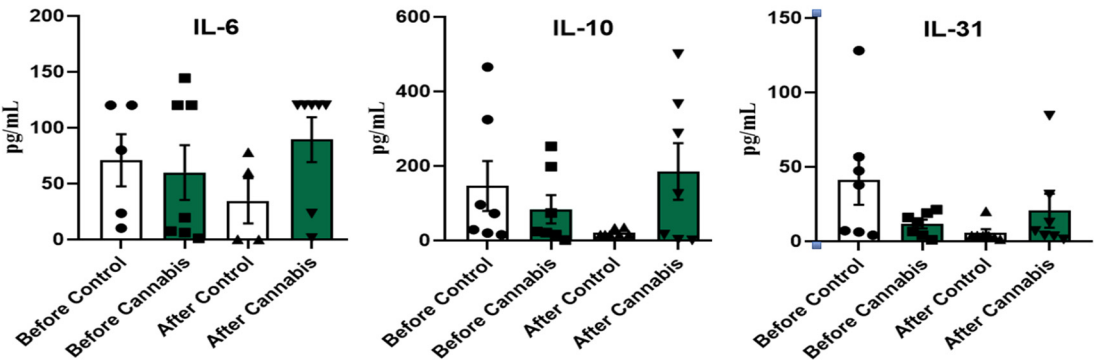 IL-6
200
150
100
50
0
pg/mL
Before Control
Before Cannabis
After Control
After Cannabis
IL-10
600
400
200
0
pg/mL
Before Control
Before Cannabis
After Control
After Cannabis
IL-31
150
100
50
0
pg/mL
Before Control
Before Cannabis
After Control
After Cannabis